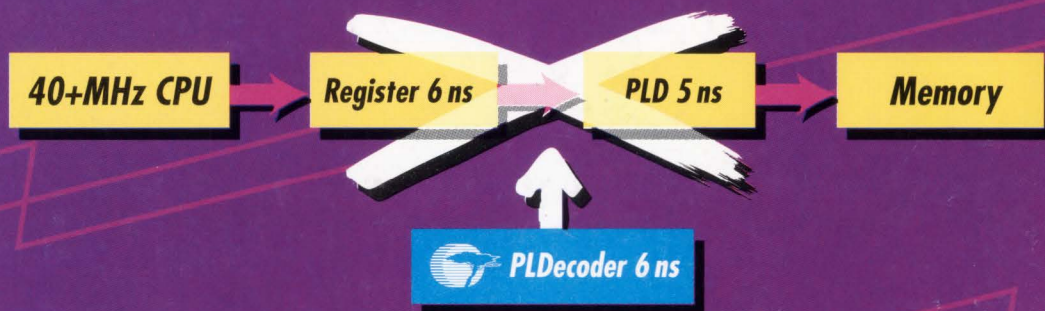 40+MHz CPU
Register 6 ns
PLD 5 ns
Memory
PLDecoder 6 ns